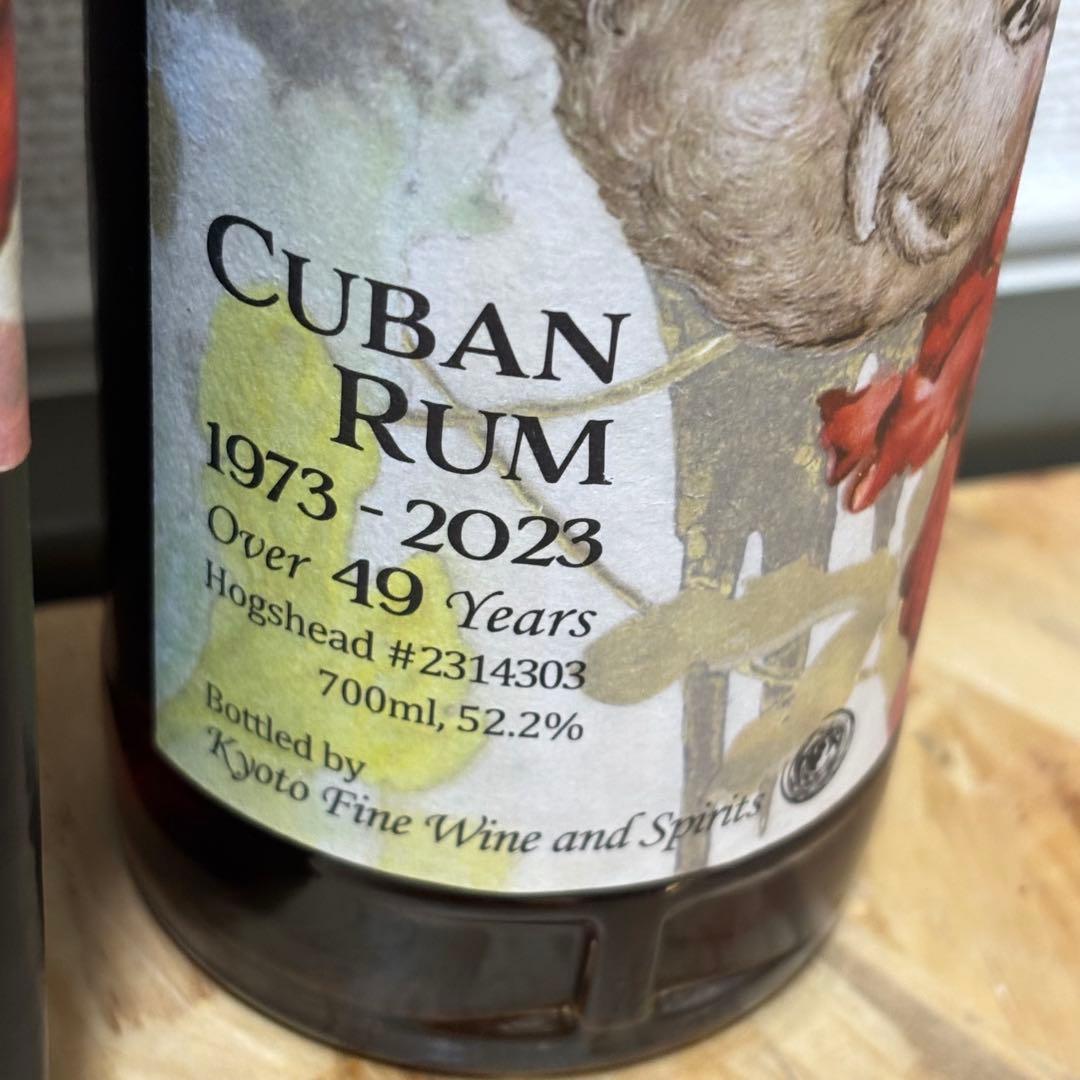 CUBAN
RUM
1973 - 2023
Over 49 Years
Hogshead #2314303
700ml, 52.2%
Bottled by
Kyoto Fine Wine and Spirits